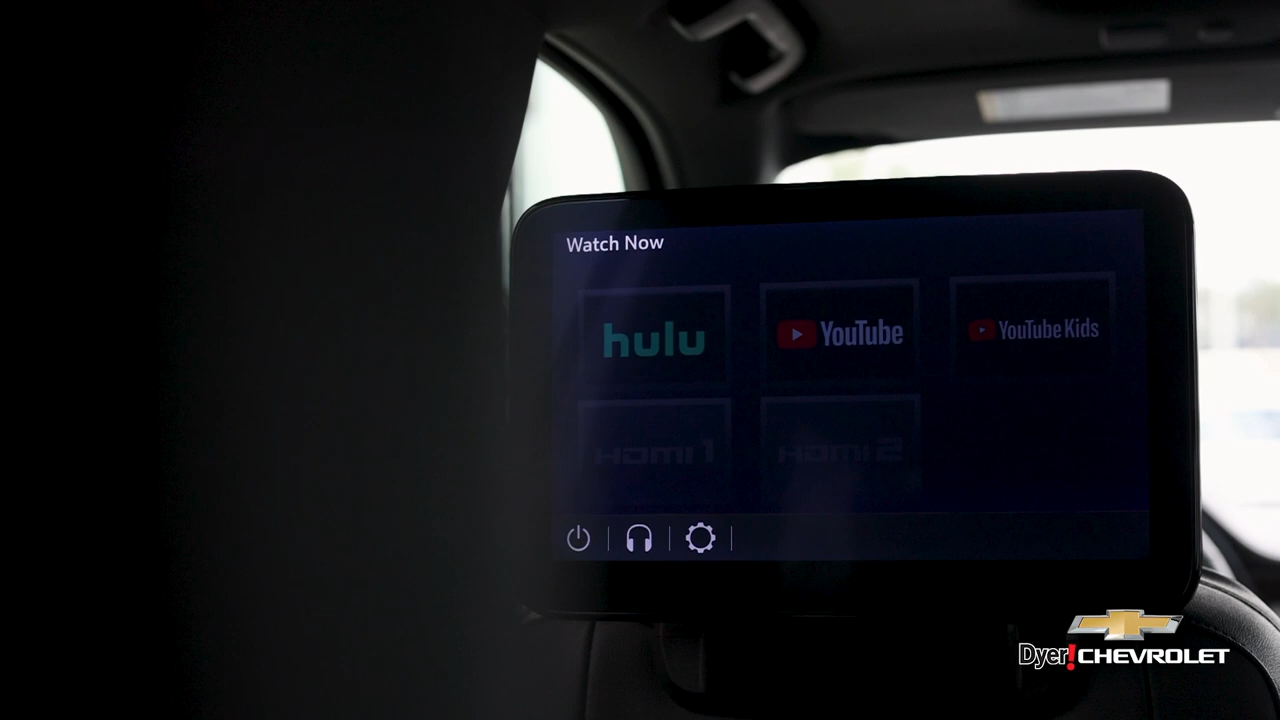 Watch Now
hulu
YouTube
YouTube Kids
HDMI 1
HDMI 2
Dyer! CHEVROLET